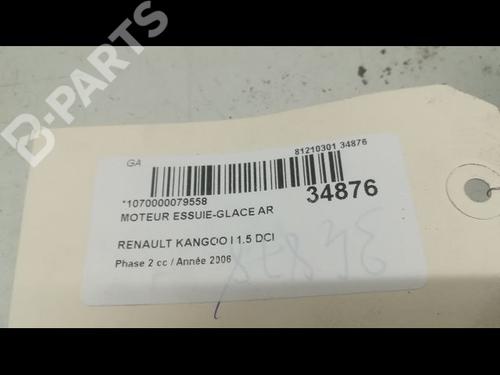 B-PARTS
GA
81210301 34876
*1070000079558
34876
MOTEUR ESSUIE-GLACE AR
RENAULT KANGOO I 1.5 DCI
Phase 2 cc / Année 2006